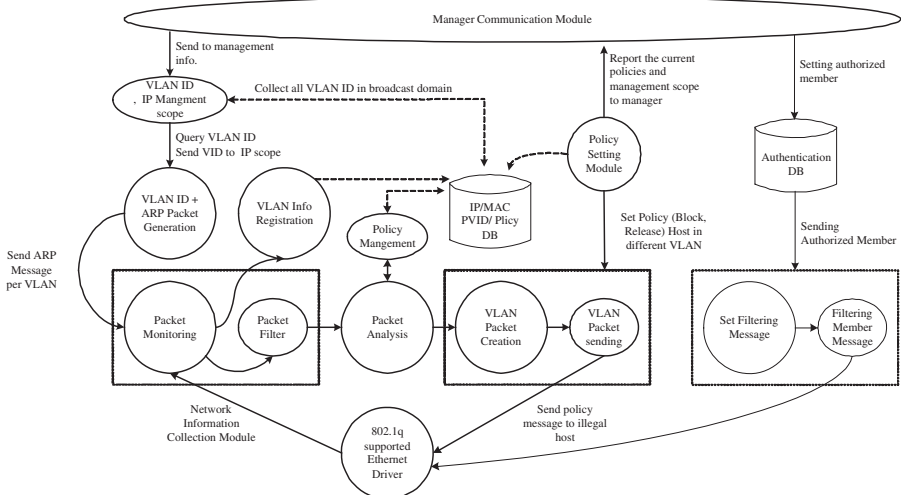 Manager Communication Module
Send to management
info.
Report the current
policies and
management scope
to manager
Setting authorized
member
VLAN ID
, IP Mangment
scope
Collect all VLAN ID in broadcast domain
Query VLAN ID
Send VID to IP scope
Policy
Setting
Module
Authentication
DB
VLAN ID +
ARP Packet
Generation
VLAN Info
Registration
IP/MAC
PVID/ Plicy
DB
Policy
Mangement
Set Policy (Block,
Release) Host in
different VLAN
Sending
Authorized Member
Send ARP
Message
per VLAN
Packet
Monitoring
Packet
Filter
Packet
Analysis
VLAN
Packet
Creation
VLAN
Packet
sending
Set Filtering
Message
Filtering
Member
Message
Network
Information
Collection Module
802.1q
supported
Ethernet
Driver
Send policy
message to illegal
host